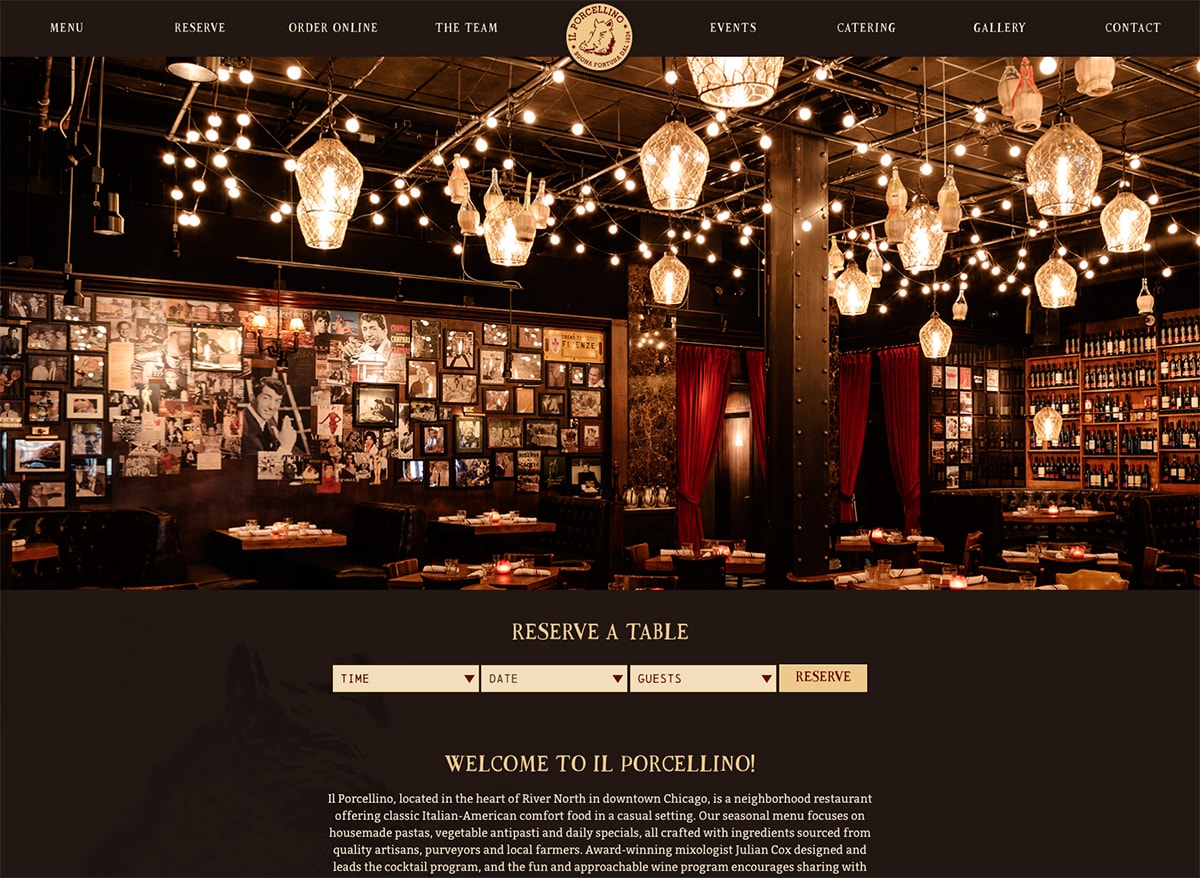 MENU
RESERVE
ORDER ONLINE
THE TEAM
IL PORCELLINO
BUONA FORTUNA DAL 1634
EVENTS
CATERING
GALLERY
CONTACT
FIRENZE
RESERVE A TABLE
TIME
DATE
GUESTS
RESERVE
WELCOME TO IL PORCELLINO!
Il Porcellino, located in the heart of River North in downtown Chicago, is a neighborhood restaurant
offering classic Italian-American comfort food in a casual setting. Our seasonal menu focuses on
housemade pastas, vegetable antipasti and daily specials, all crafted with ingredients sourced from
quality artisans, purveyors and local farmers. Award-winning mixologist Julian Cox designed and
leads the cocktail program, and the fun and approachable wine program encourages sharing with